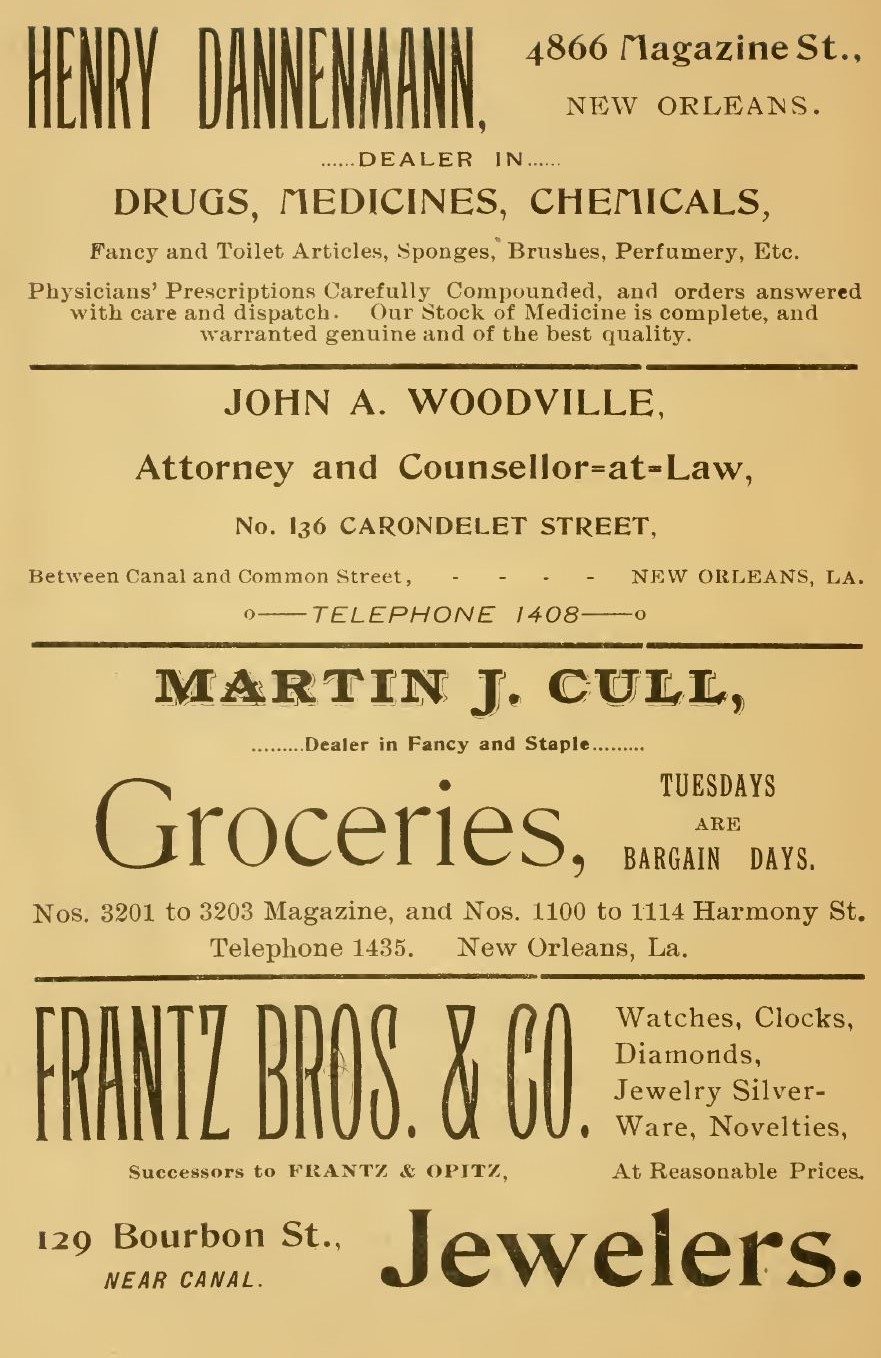 HENRY DANNENMANN,
4866 Magazine St.,
NEW ORLEANS.
......DEALER IN......
DRUGS, MEDICINES, CHEMICALS,
Fancy and Toilet Articles, Sponges, Brushes, Perfumery, Etc.
Physicians' Prescriptions Carefully Compounded, and orders answered
with care and dispatch. Our Stock of Medicine is complete, and
warranted genuine and of the best quality.
JOHN A. WOODVILLE,
Attorney and Counsellor=at=Law,
No. 136 CARONDELET STREET,
Between Canal and Common Street, - - - - NEW ORLEANS, LA.
o——TELEPHONE 1408——o
MARTIN J. CULL,
.........Dealer in Fancy and Staple.........
Groceries,
TUESDAYS
ARE
BARGAIN DAYS.
Nos. 3201 to 3203 Magazine, and Nos. 1100 to 1114 Harmony St.
Telephone 1435. New Orleans, La.
FRANTZ BROS. & CO.
Watches, Clocks,
Diamonds,
Jewelry Silver-
Ware, Novelties,
Successors to FRANTZ & OPITZ,
At Reasonable Prices.
129 Bourbon St.,
NEAR CANAL.
Jewelers.